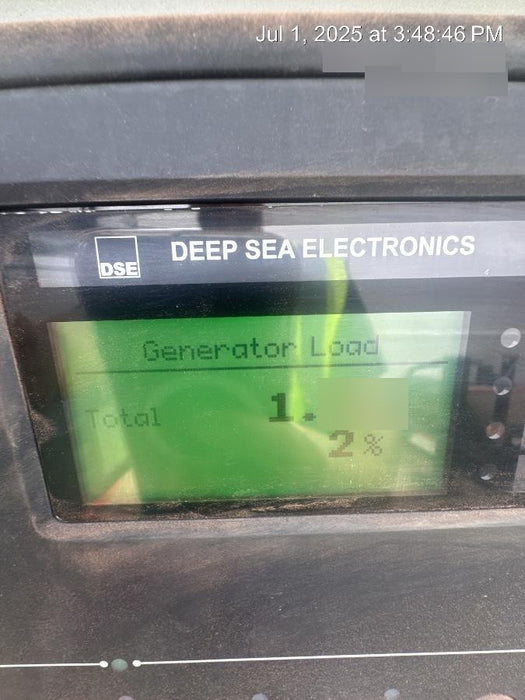 Jul 1, 2025 at 3:48:46 PM
DSE
DEEP SEA ELECTRONICS
Generator Load
Total 1.
2%